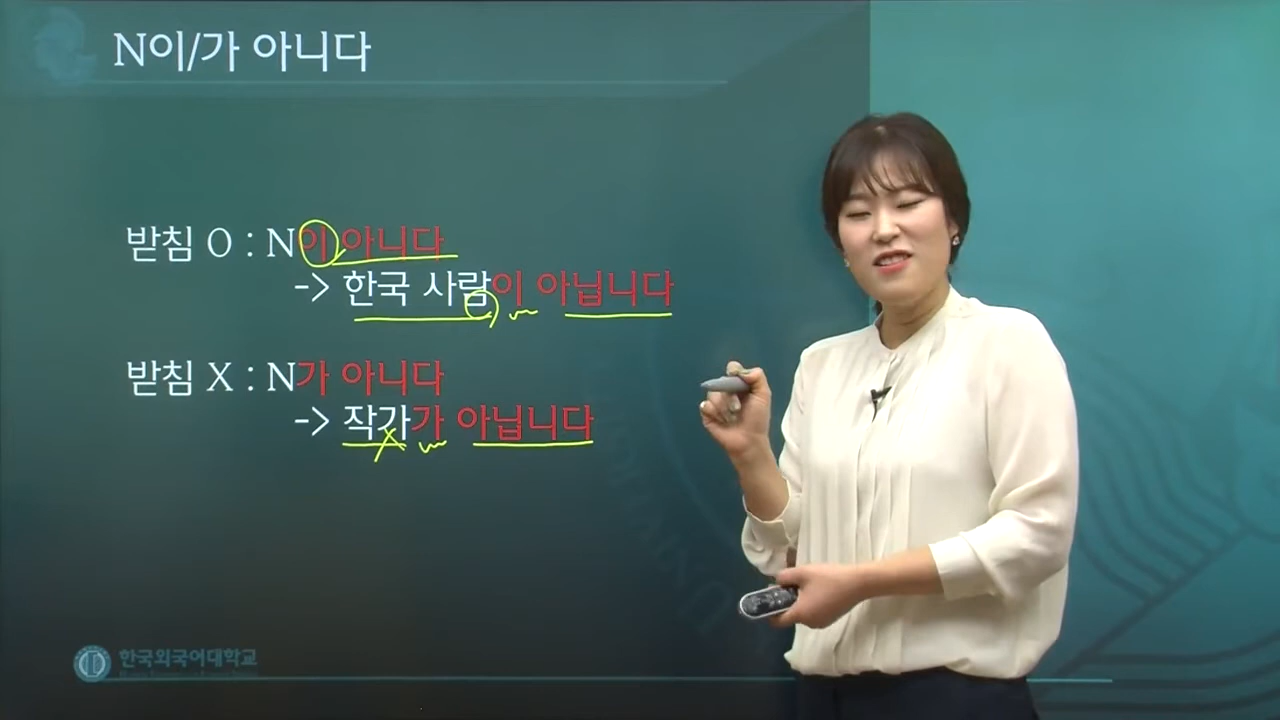 N이/가 아니다
받침 O : N이 아니다
-> 한국 사람이 아닙니다
받침 X : N가 아니다
-> 작가가 아닙니다
한국외국어대학교